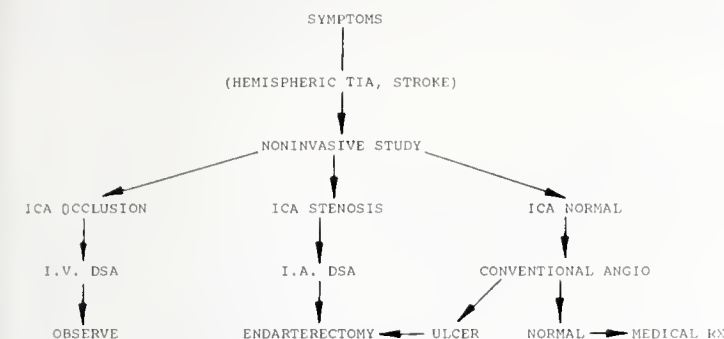 SYMPTOMS
(HEMISPHERIC TIA, STROKE)
NONINVASIVE STUDY
ICA OCCLUSION ICA STENOSIS ICA NORMAL
I.V. DSA I.A. DSA CONVENTIONAL ANGIO
OBSERVE ENDARTERECTOMY ULCER NORMAL MEDICAL RX